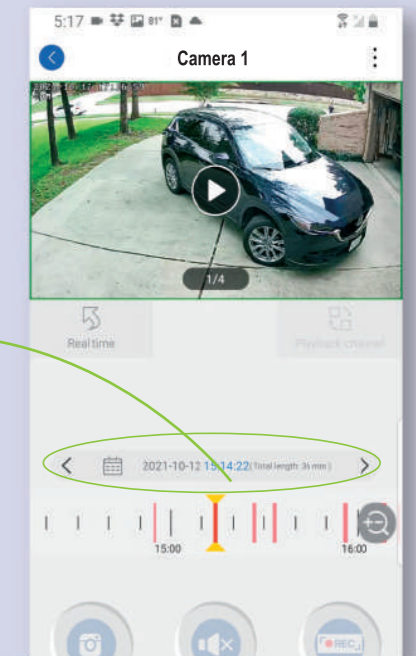 5:17 81°
Camera 1
1/4
Real time
Playback channel
2021-10-12 15:14:22(Total length: 36 min )
15:00 16:00
REC